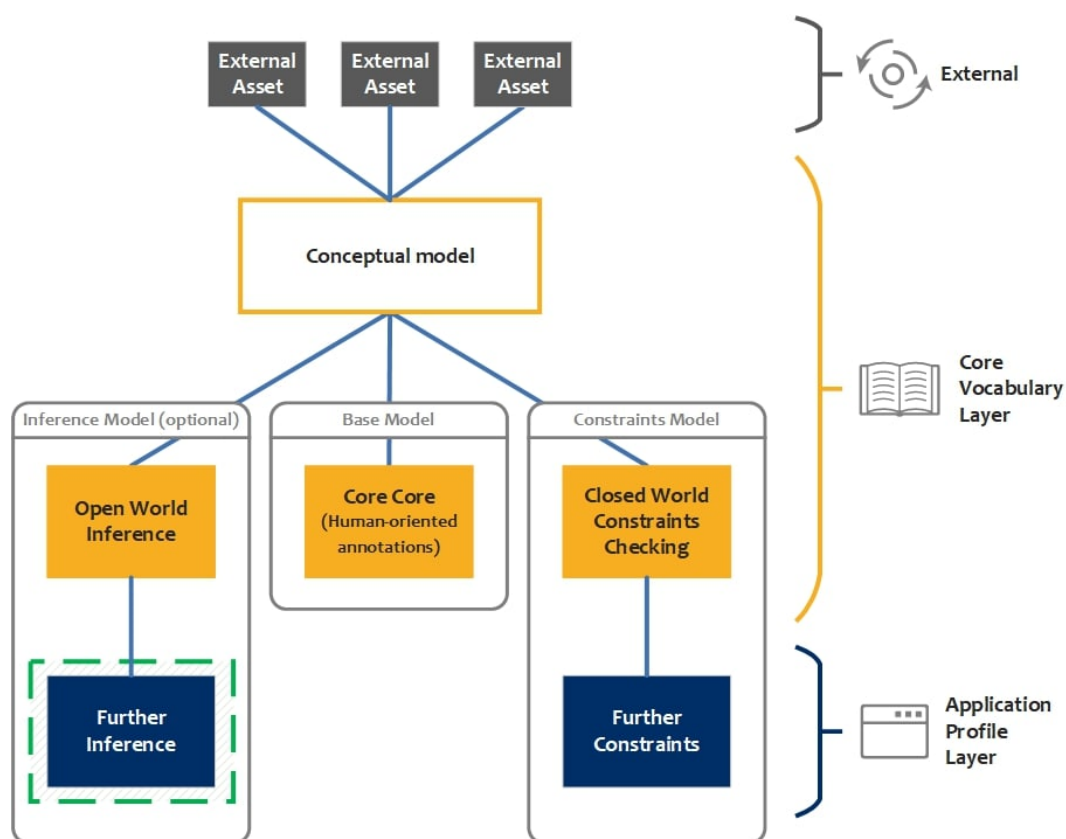 External
Asset
External
Asset
External
Asset
External
Conceptual model
Core
Vocabulary
Layer
Inference Model (optional)
Base Model
Constraints Model
Open World
Inference
Core Core
(Human-oriented
annotations)
Closed World
Constraints
Checking
Further
Inference
Further
Constraints
Application
Profile
Layer